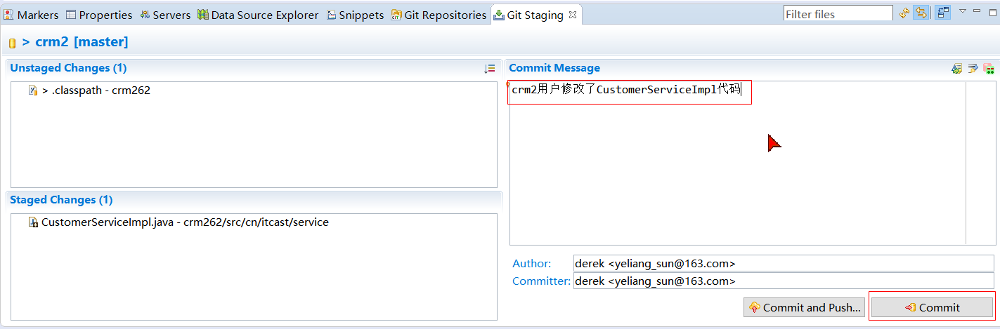 Markers Properties Servers Data Source Explorer Snippets Git Repositories Git Staging Filter files
> crm2 [master]
Unstaged Changes (1)
> .classpath - crm262
Staged Changes (1)
CustomerServiceImpl.java - crm262/src/cn/itcast/service
Commit Message
crm2用户修改了CustomerServiceImpl代码
Author: derek <yeliang_sun@163.com>
Committer: derek <yeliang_sun@163.com>
Commit and Push... Commit